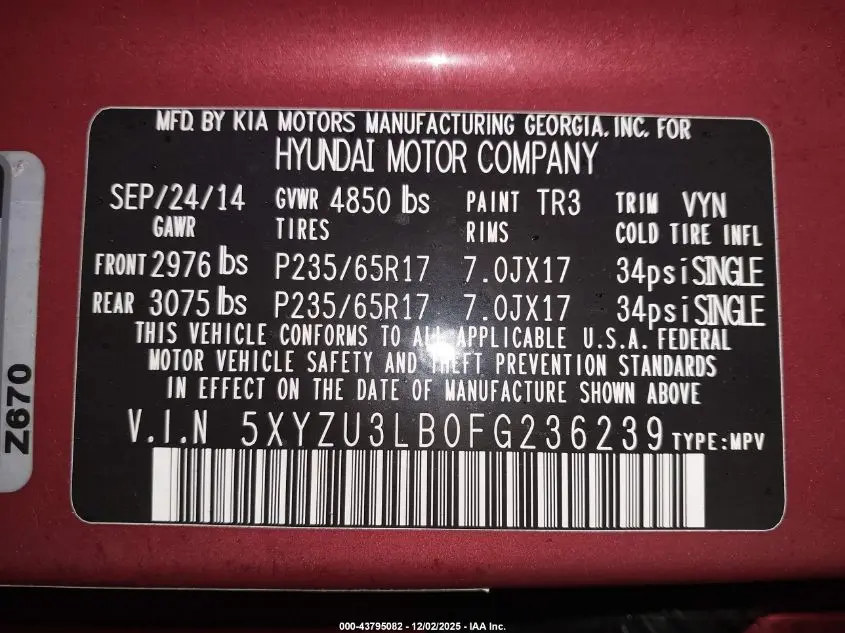 MFD. BY KIA MOTORS MANUFACTURING GEORGIA, INC. FOR
HYUNDAI MOTOR COMPANY
SEP/24/14 GVWR 4850 lbs PAINT TR3 TRIM VYN
GAWR TIRES RIMS COLD TIRE INFL
FRONT 2976 lbs P235/65R17 7.0JX17 34psi SINGLE
REAR 3075 lbs P235/65R17 7.0JX17 34psi SINGLE
THIS VEHICLE CONFORMS TO ALL APPLICABLE U.S.A. FEDERAL
MOTOR VEHICLE SAFETY AND THEFT PREVENTION STANDARDS
IN EFFECT ON THE DATE OF MANUFACTURE SHOWN ABOVE
V.I.N 5XYZU3LB0FG236239 TYPE:MPV
Z670
000-43795082 - 12/02/2025 - IAA Inc.